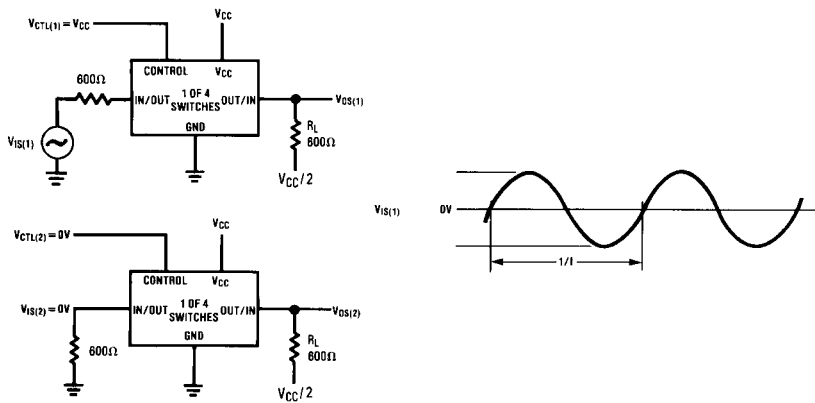 VCTL(1) = VCC
VCC
CONTROL
VCC
600Ω
IN/OUT
1 OF 4
SWITCHES
OUT/IN
VOS(1)
GND
VIS(1)
RL
600Ω
VCC/2
VIS(1)
0V
1/f
VCTL(2) = 0V
VCC
CONTROL
VCC
VIS(2) = 0V
IN/OUT
1 OF 4
SWITCHES
OUT/IN
VOS(2)
GND
600Ω
RL
600Ω
VCC/2